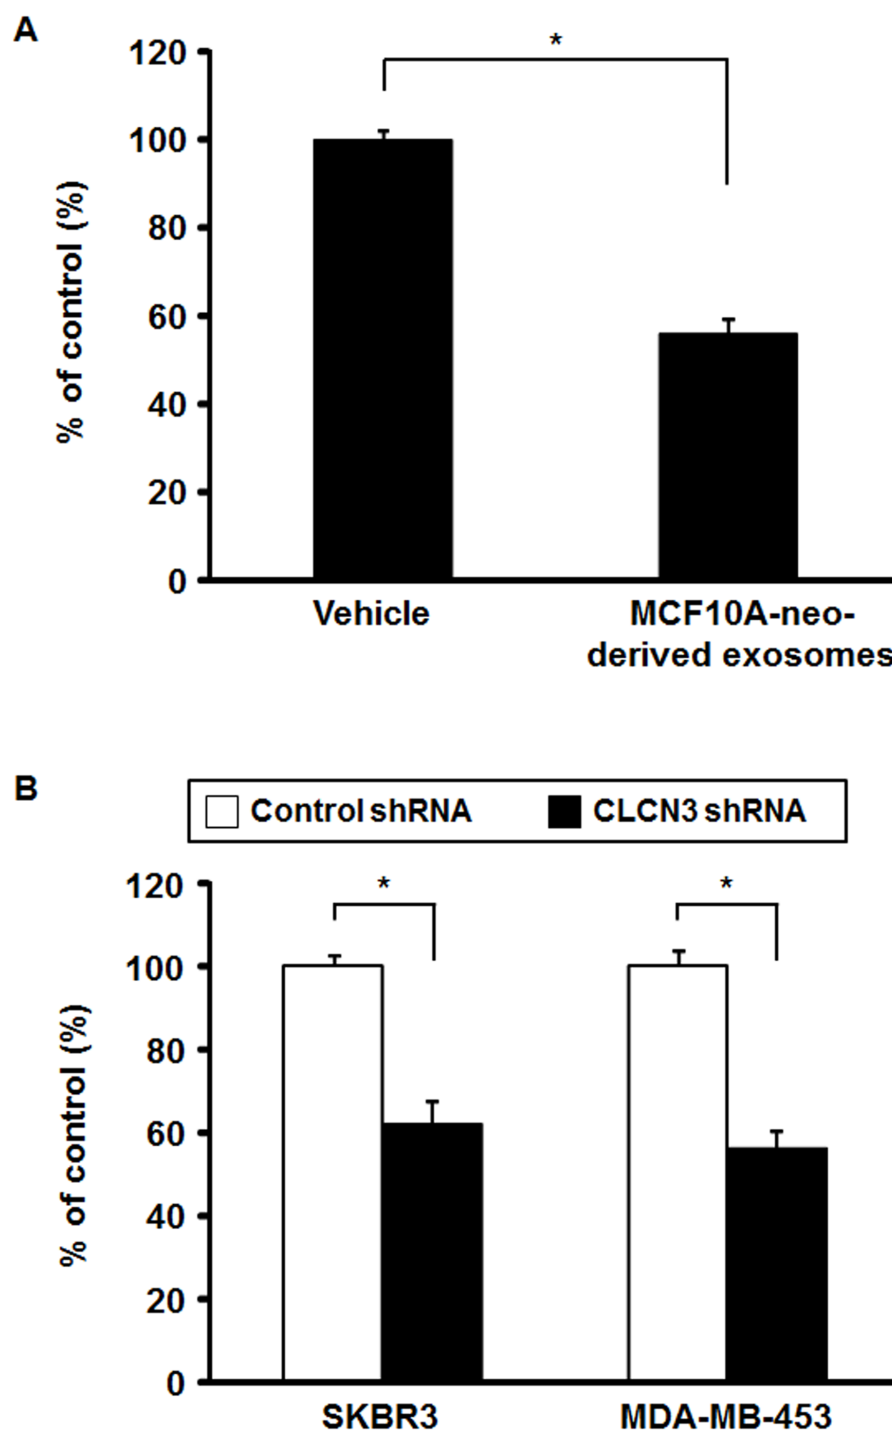 A
*
120
100
80
60
40
20
0
% of control (%)
Vehicle
MCF10A-neo-
derived exosomes
B
Control shRNA CLCN3 shRNA
* *
120
100
80
60
40
20
0
% of control (%)
SKBR3 MDA-MB-453